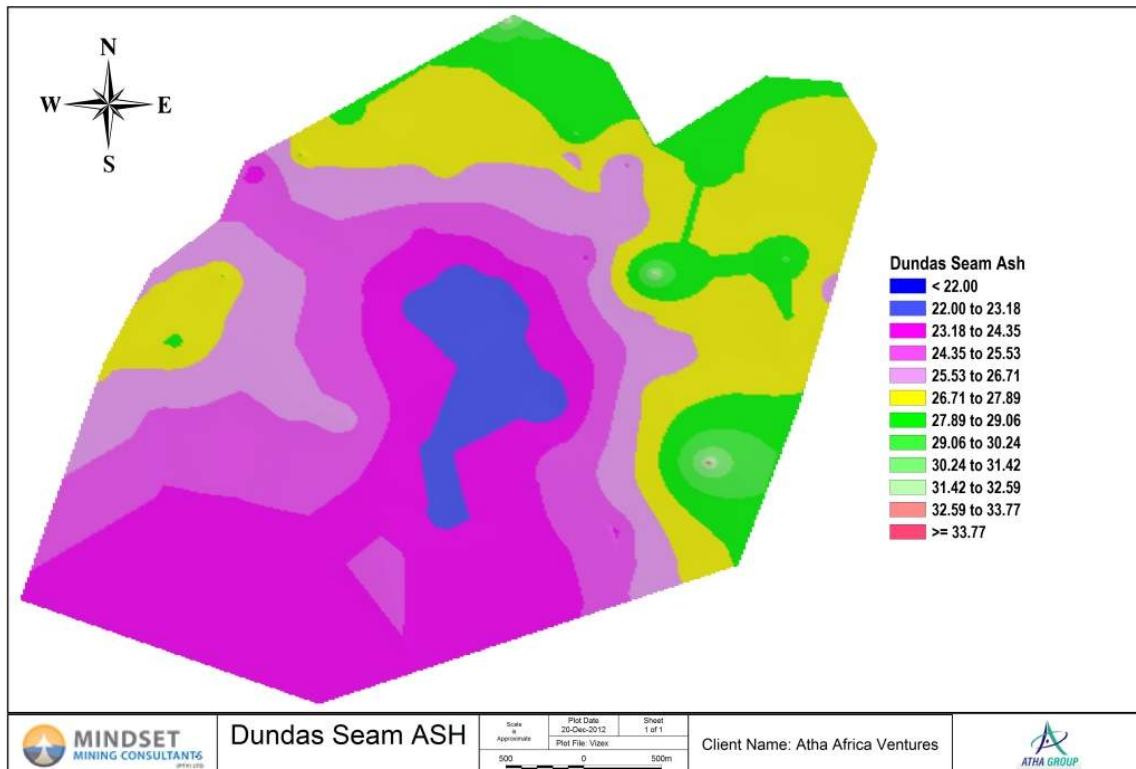 N
W E
S
Dundas Seam Ash
< 22.00
22.00 to 23.18
23.18 to 24.35
24.35 to 25.53
25.53 to 26.71
26.71 to 27.89
27.89 to 29.06
29.06 to 30.24
30.24 to 31.42
31.42 to 32.59
32.59 to 33.77
>= 33.77
MINDSET
MINING CONSULTANTS
(PTY) LTD
Dundas Seam ASH
Scale
is
Approximate
Plot Date
20-Dec-2012
Sheet
1 of 1
Plot File: Vizex
500 0 500m
Client Name: Atha Africa Ventures
ATHA GROUP